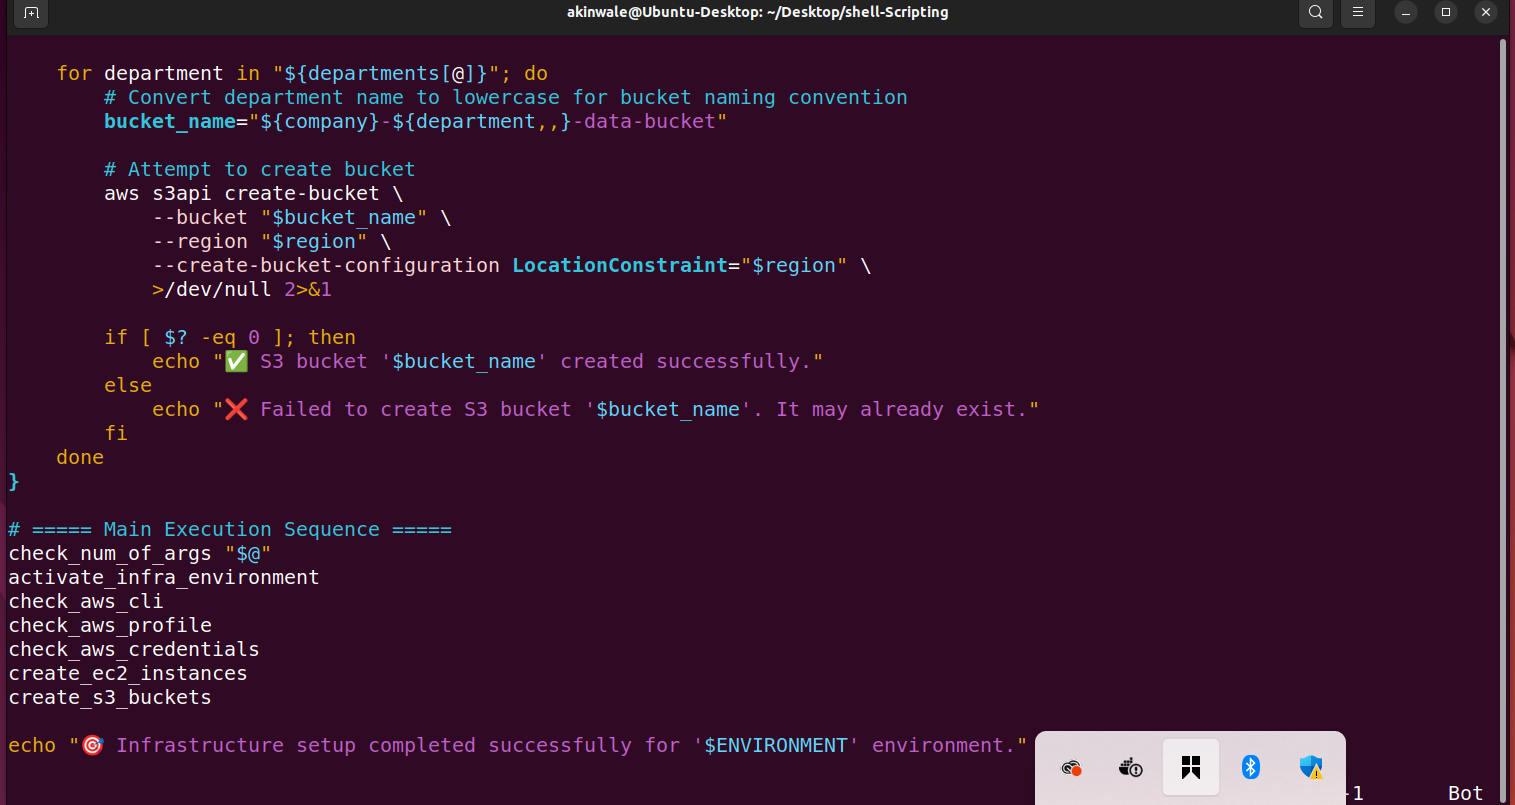 akinwale@Ubuntu-Desktop: ~/Desktop/shell-Scripting
    for department in "${departments[@]}"; do
        # Convert department name to lowercase for bucket naming convention
        bucket_name="${company}-${department,,}-data-bucket"
        # Attempt to create bucket
        aws s3api create-bucket \
            --bucket "$bucket_name" \
            --region "$region" \
            --create-bucket-configuration LocationConstraint="$region" \
            >/dev/null 2>&1
        if [ $? -eq 0 ]; then
            echo "✅ S3 bucket '$bucket_name' created successfully."
        else
            echo "❌ Failed to create S3 bucket '$bucket_name'. It may already exist."
        fi
    done
}
# ===== Main Execution Sequence =====
check_num_of_args "$@"
activate_infra_environment
check_aws_cli
check_aws_profile
check_aws_credentials
create_ec2_instances
create_s3_buckets
echo "🎯 Infrastructure setup completed successfully for '$ENVIRONMENT' environment."
-1 Bot